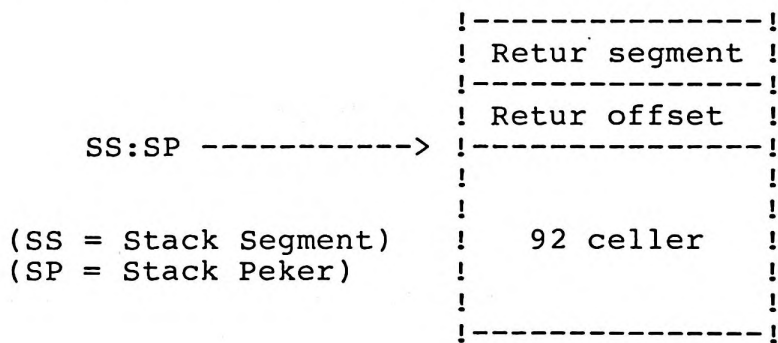 !---------------!
! Retur segment !
!---------------!
! Retur offset !
SS:SP -----------> !---------------!
! !
! !
(SS = Stack Segment) ! 92 celler !
(SP = Stack Peker) ! !
! !
!---------------!